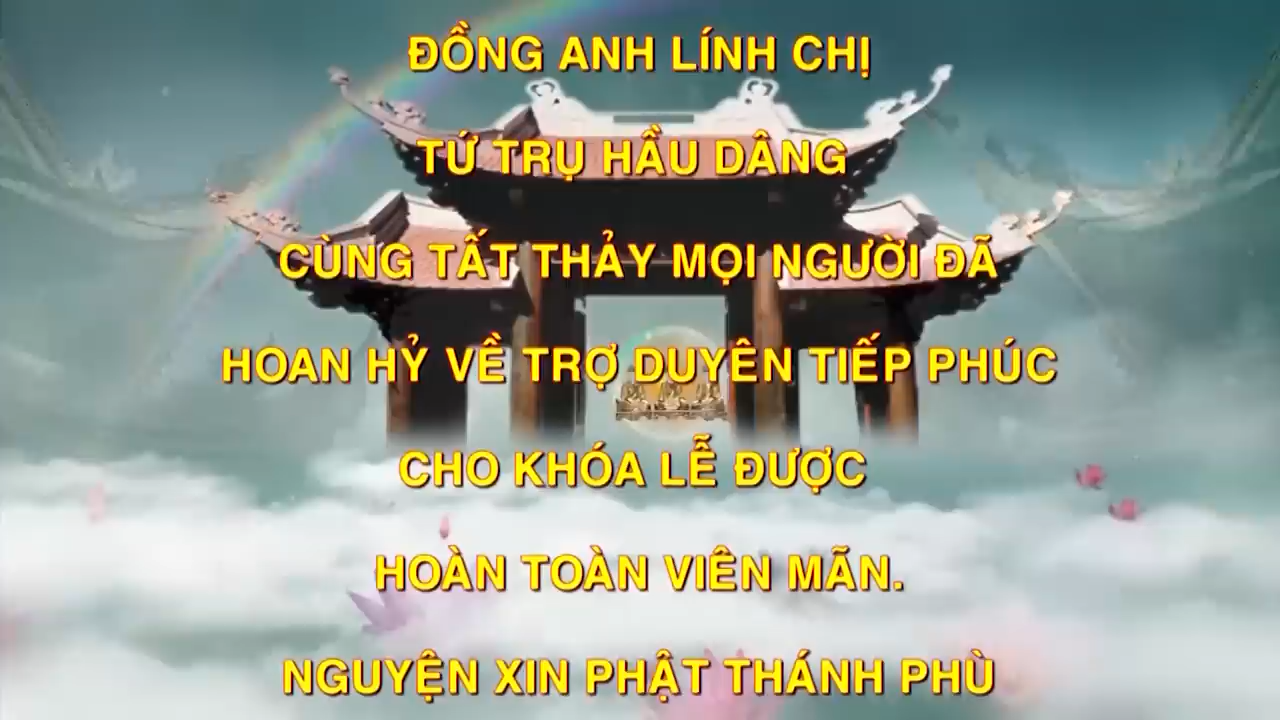 ĐỒNG ANH LÍNH CHỊ
TỨ TRỤ HẦU DÂNG
CÙNG TẤT THẢY MỌI NGƯỜI ĐÃ
HOAN HỶ VỀ TRỢ DUYÊN TIẾP PHÚC
CHO KHÓA LỄ ĐƯỢC
HOÀN TOÀN VIÊN MÃN.
NGUYỆN XIN PHẬT THÁNH PHÙ